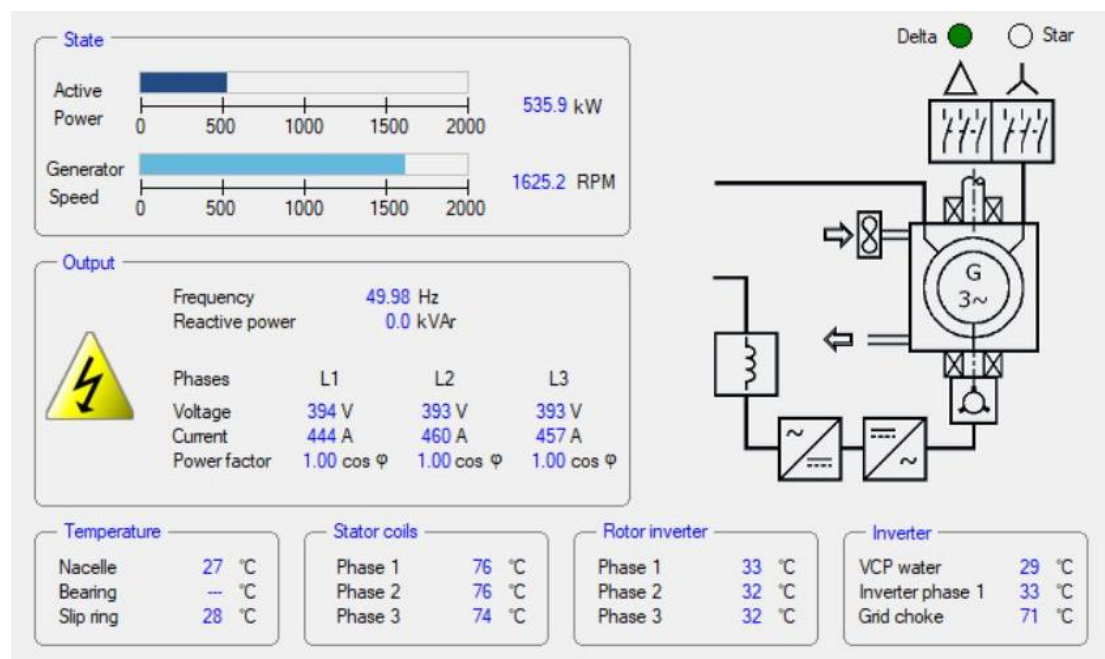 Delta Star
State
Active Power 535.9 kW
0 500 1000 1500 2000
Generator Speed 1625.2 RPM
0 500 1000 1500 2000
Output
Frequency 49.98 Hz
Reactive power 0.0 kVAr
Phases L1 L2 L3
Voltage 394 V 393 V 393 V
Current 444 A 460 A 457 A
Power factor 1.00 cos φ 1.00 cos φ 1.00 cos φ
G
3~
Temperature
Nacelle 27 °C
Bearing --- °C
Slip ring 28 °C
Stator coils
Phase 1 76 °C
Phase 2 76 °C
Phase 3 74 °C
Rotor inverter
Phase 1 33 °C
Phase 2 32 °C
Phase 3 32 °C
Inverter
VCP water 29 °C
Inverter phase 1 33 °C
Grid choke 71 °C